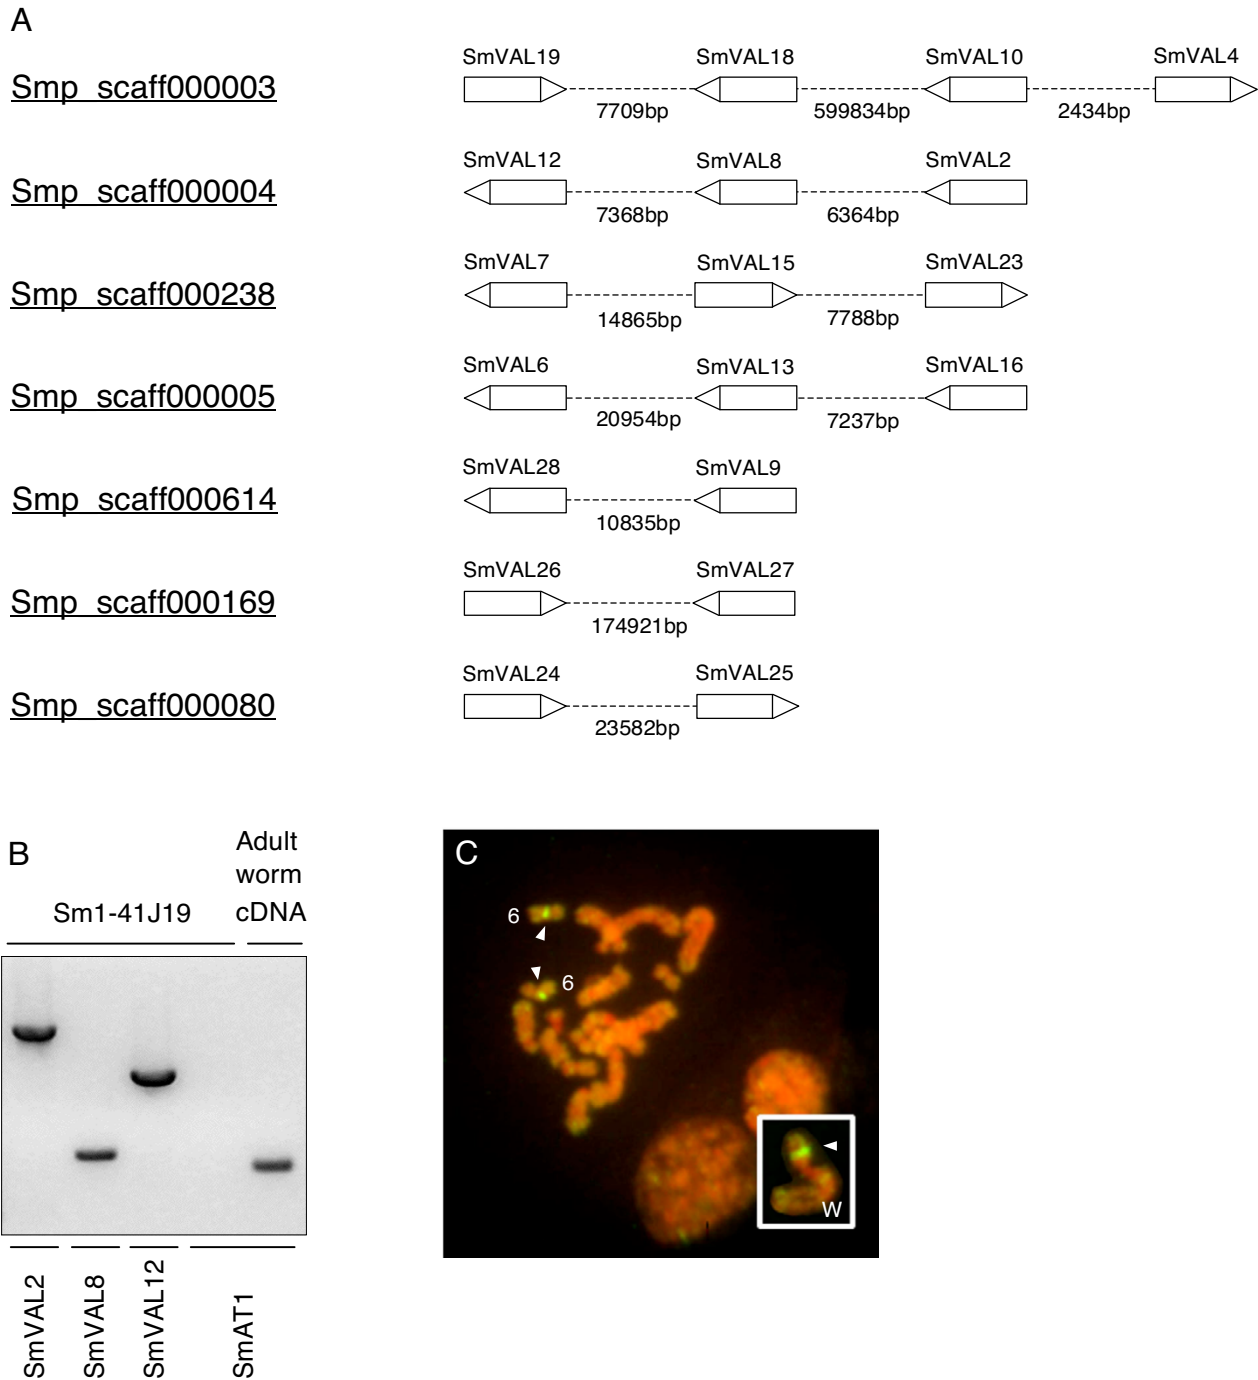 A
Smp_scaff000003
SmVAL19 SmVAL18 SmVAL10 SmVAL4
7709bp 599834bp 2434bp
Smp_scaff000004
SmVAL12 SmVAL8 SmVAL2
7368bp 6364bp
Smp_scaff000238
SmVAL7 SmVAL15 SmVAL23
14865bp 7788bp
Smp_scaff000005
SmVAL6 SmVAL13 SmVAL16
20954bp 7237bp
Smp_scaff000614
SmVAL28 SmVAL9
10835bp
Smp_scaff000169
SmVAL26 SmVAL27
174921bp
Smp_scaff000080
SmVAL24 SmVAL25
23582bp
B
Sm1-41J19
Adult
worm
cDNA
SmVAL2
SmVAL8
SmVAL12
SmAT1
C
6
6
W